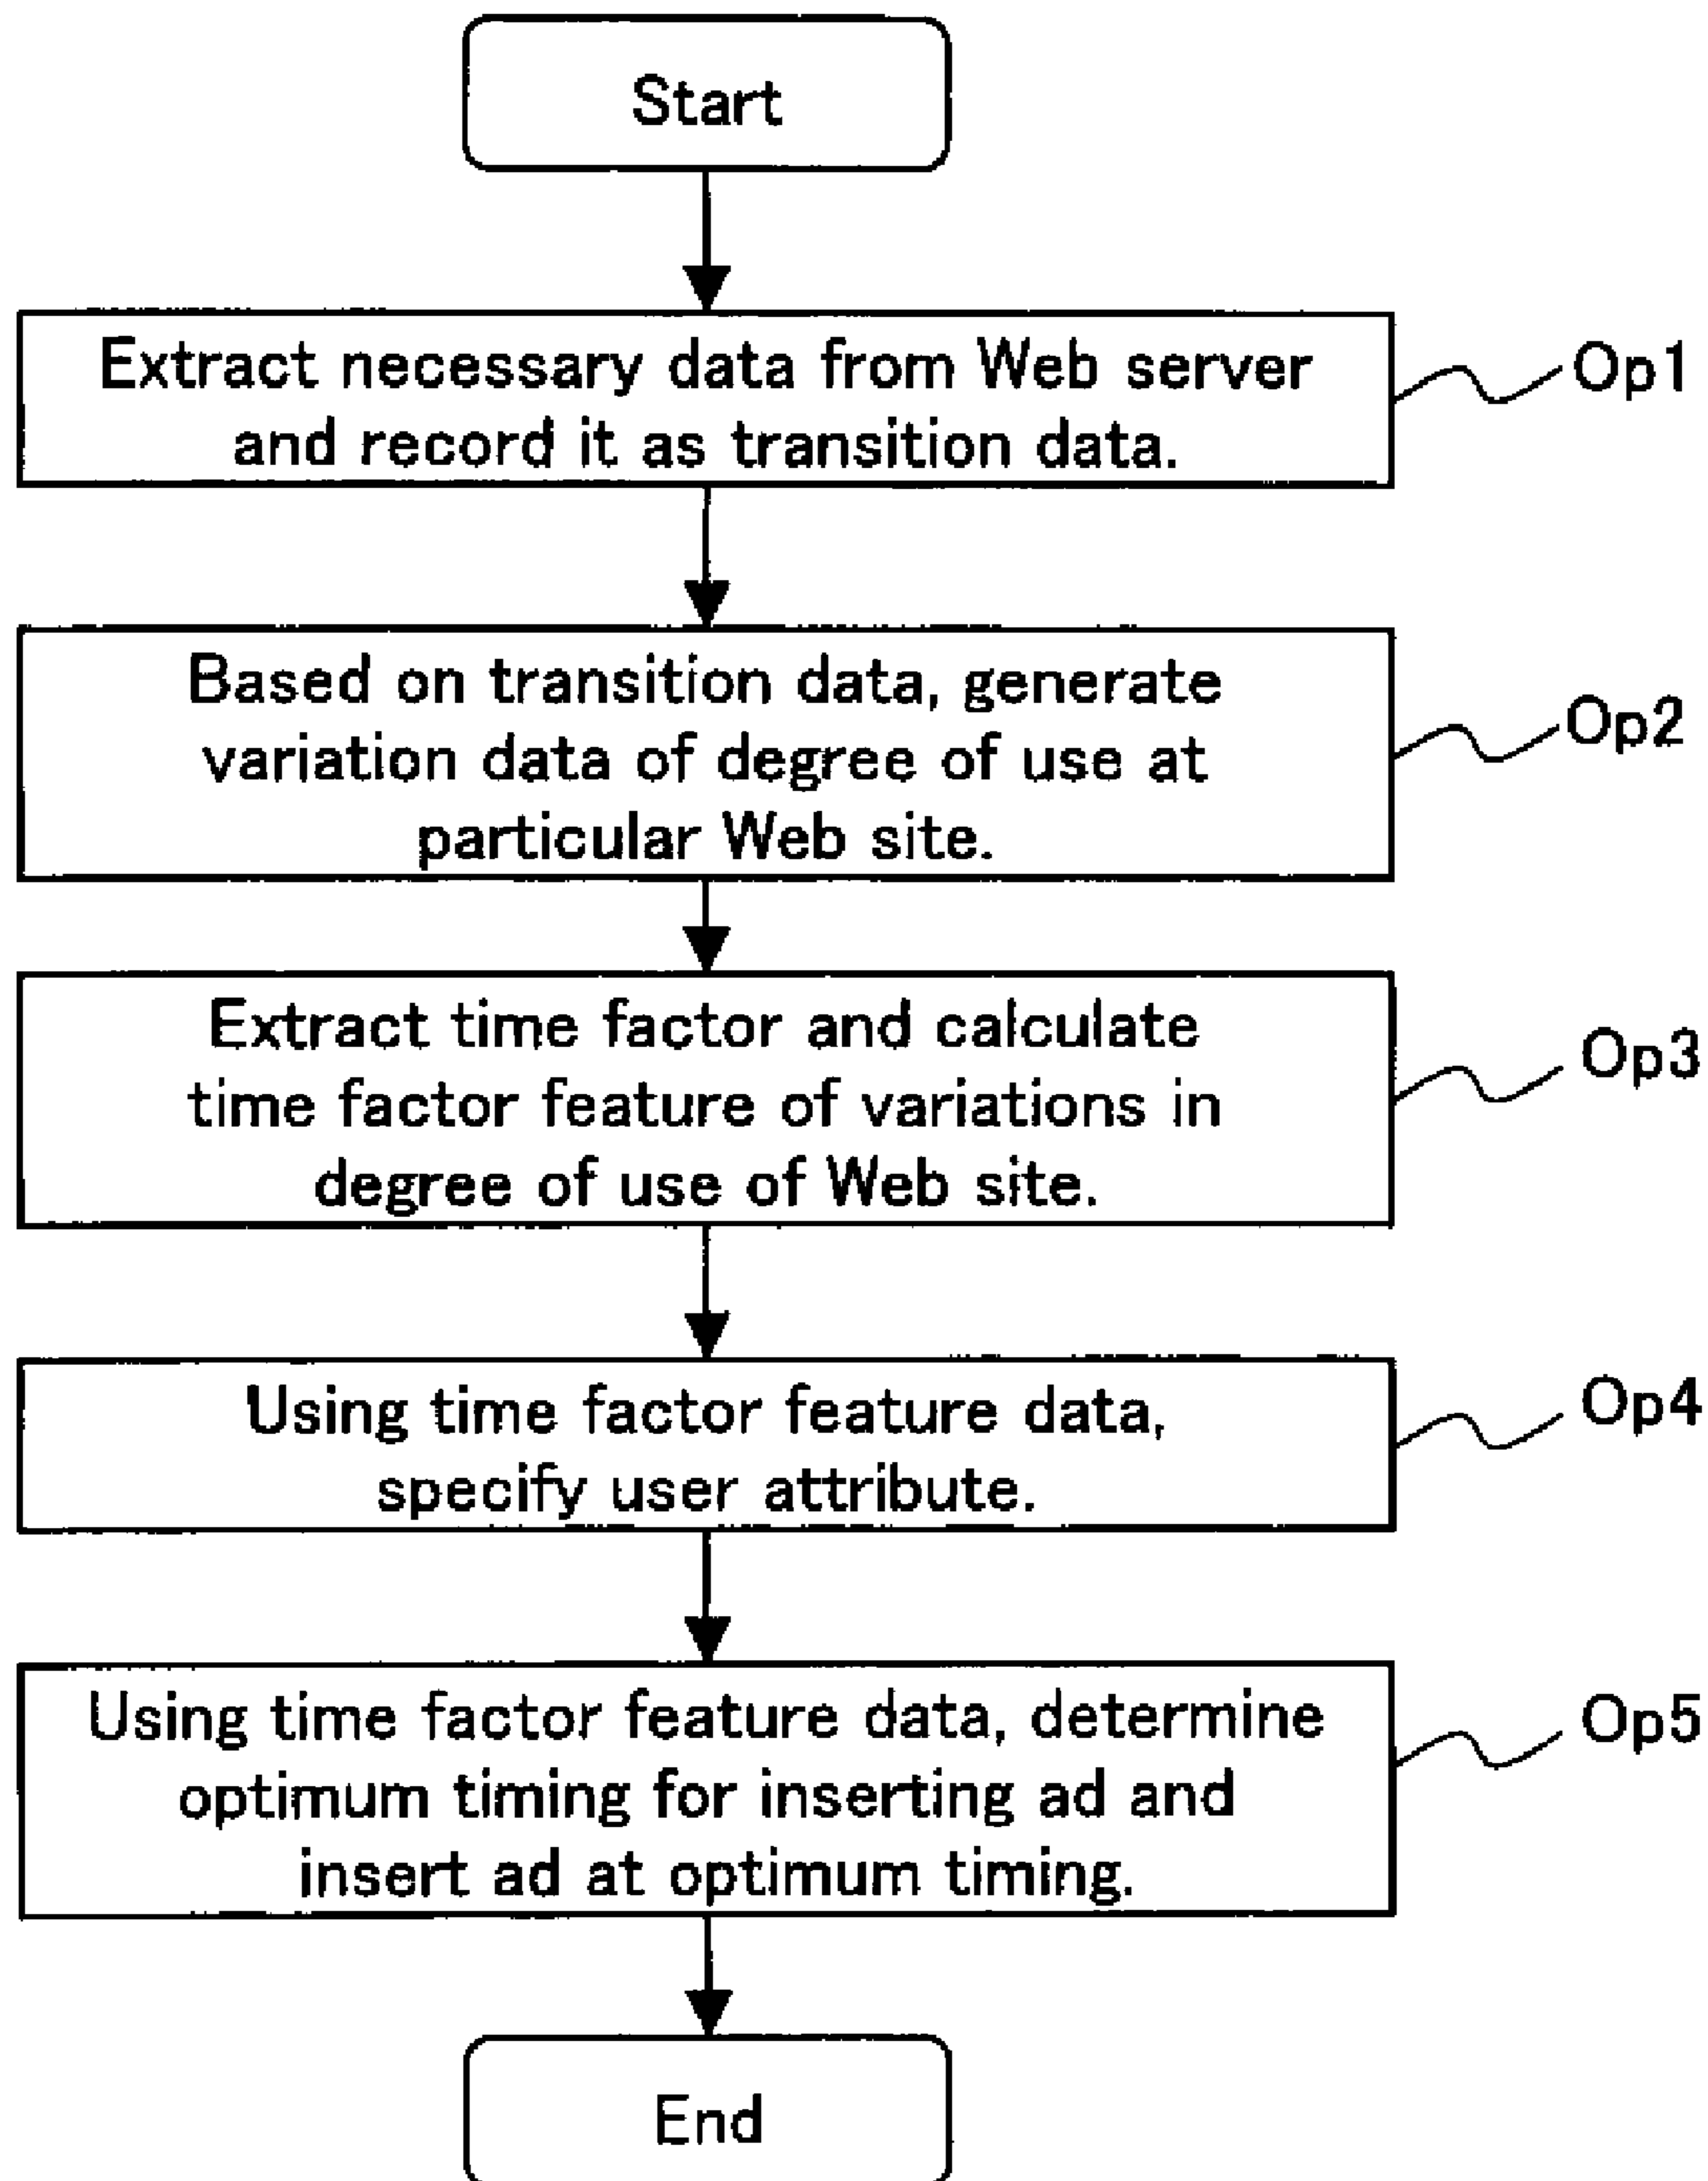 Start
Extract necessary data from Web server
and record it as transition data.
Op1
Based on transition data, generate
variation data of degree of use at
particular Web site.
Op2
Extract time factor and calculate
time factor feature of variations in
degree of use of Web site.
Op3
Using time factor feature data,
specify user attribute.
Op4
Using time factor feature data, determine
optimum timing for inserting ad and
insert ad at optimum timing.
Op5
End